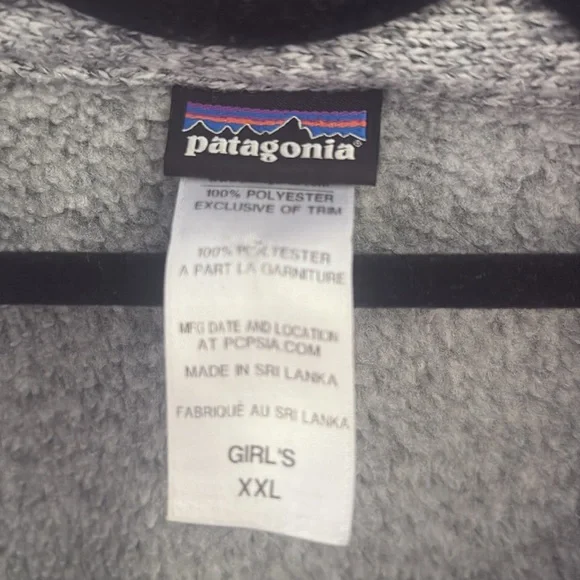 patagonia®
100% POLYESTER
EXCLUSIVE OF TRIM
100% POLYESTER
A PART LA GARNITURE
MFG DATE AND LOCATION
AT PCPSIA.COM
MADE IN SRI LANKA
FABRIQUÉ AU SRI LANKA
GIRL'S
XXL